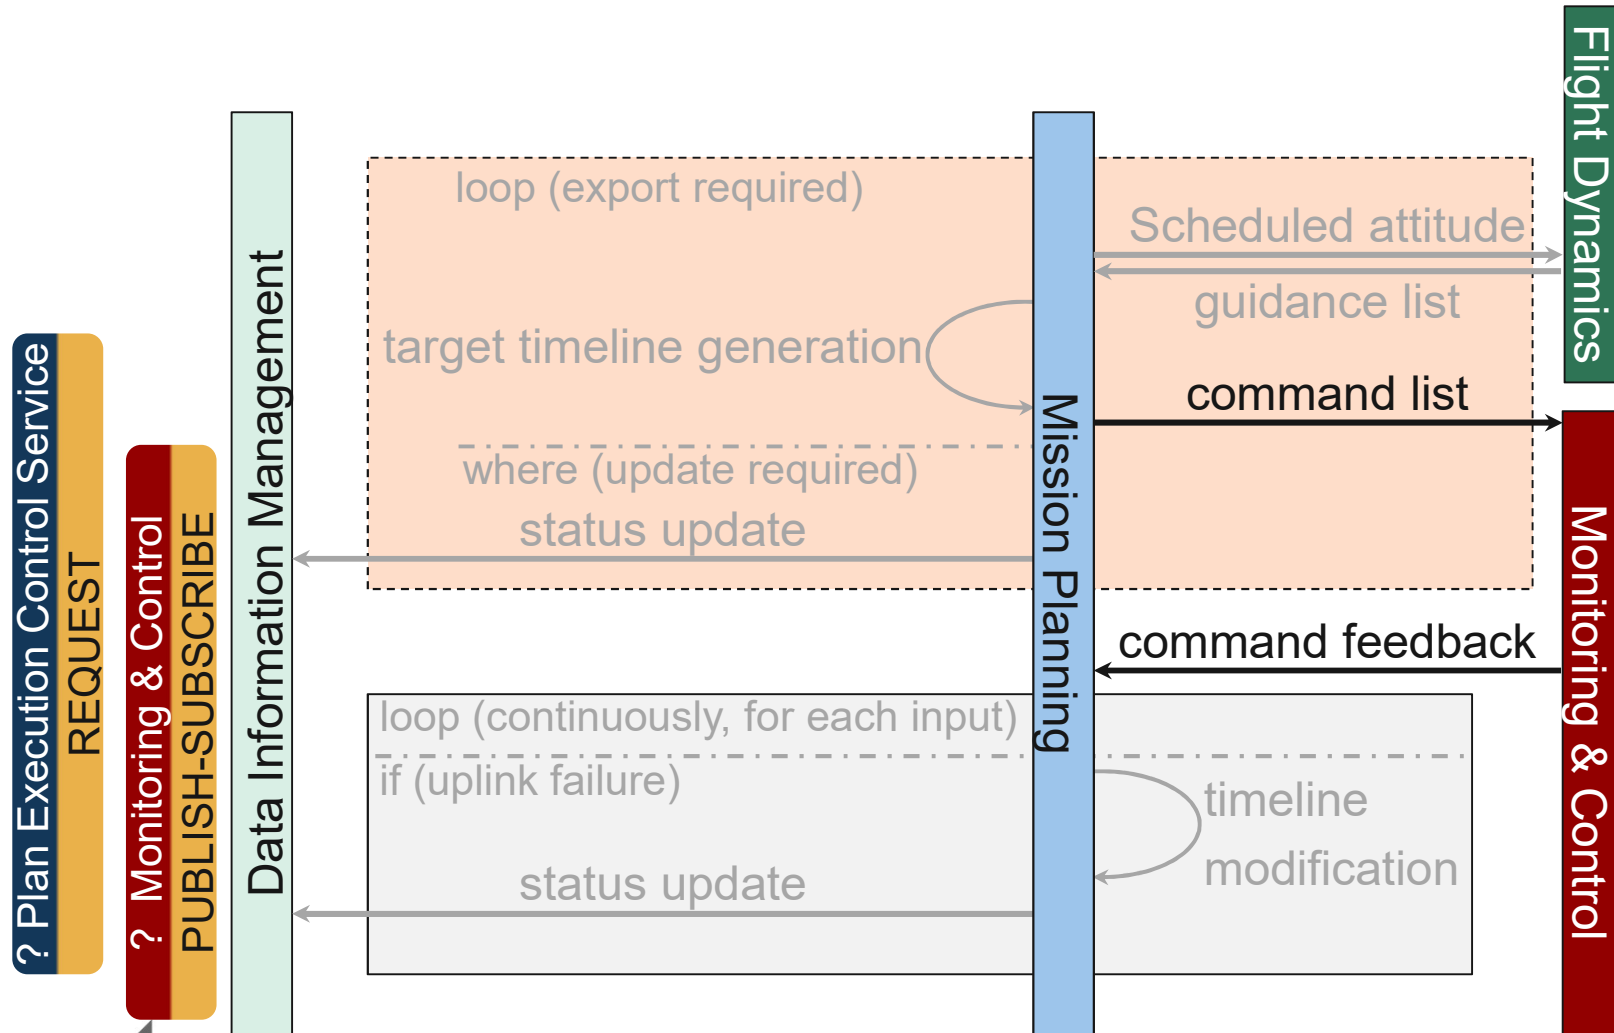 ? Plan Execution Control Service
REQUEST
? Monitoring & Control
PUBLISH-SUBSCRIBE
Data Information Management
loop (export required)
Scheduled attitude
guidance list
target timeline generation
command list
where (update required)
status update
command feedback
loop (continuously, for each input)
if (uplink failure)
timeline
modification
status update
Mission Planning
Flight Dynamics
Monitoring & Control